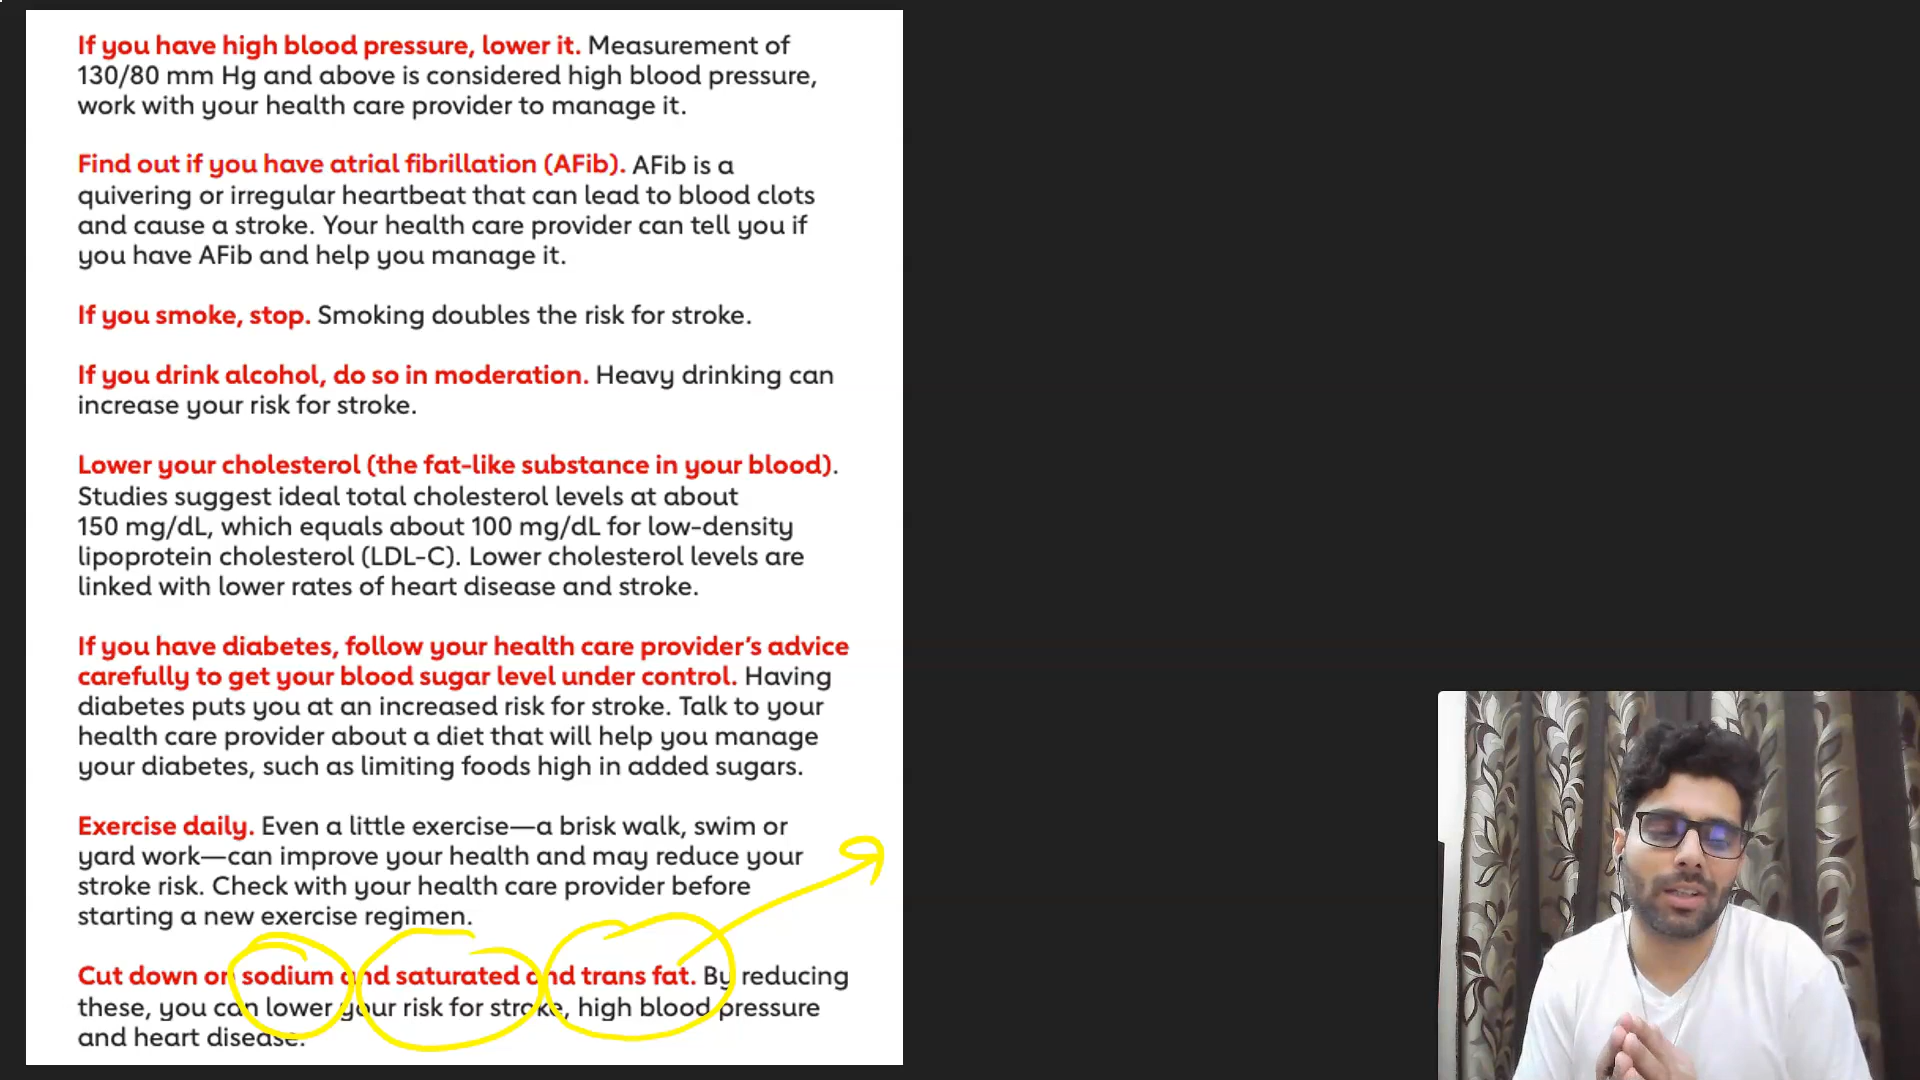 If you have high blood pressure, lower it. Measurement of
130/80 mm Hg and above is considered high blood pressure,
work with your health care provider to manage it.
Find out if you have atrial fibrillation (AFib). AFib is a
quivering or irregular heartbeat that can lead to blood clots
and cause a stroke. Your health care provider can tell you if
you have AFib and help you manage it.
If you smoke, stop. Smoking doubles the risk for stroke.
If you drink alcohol, do so in moderation. Heavy drinking can
increase your risk for stroke.
Lower your cholesterol (the fat-like substance in your blood).
Studies suggest ideal total cholesterol levels at about
150 mg/dL, which equals about 100 mg/dL for low-density
lipoprotein cholesterol (LDL-C). Lower cholesterol levels are
linked with lower rates of heart disease and stroke.
If you have diabetes, follow your health care provider's advice
carefully to get your blood sugar level under control. Having
diabetes puts you at an increased risk for stroke. Talk to your
health care provider about a diet that will help you manage
your diabetes, such as limiting foods high in added sugars.
Exercise daily. Even a little exercise—a brisk walk, swim or
yard work—can improve your health and may reduce your
stroke risk. Check with your health care provider before
starting a new exercise regimen.
Cut down on sodium and saturated and trans fat. By reducing
these, you can lower your risk for stroke, high blood pressure
and heart disease.